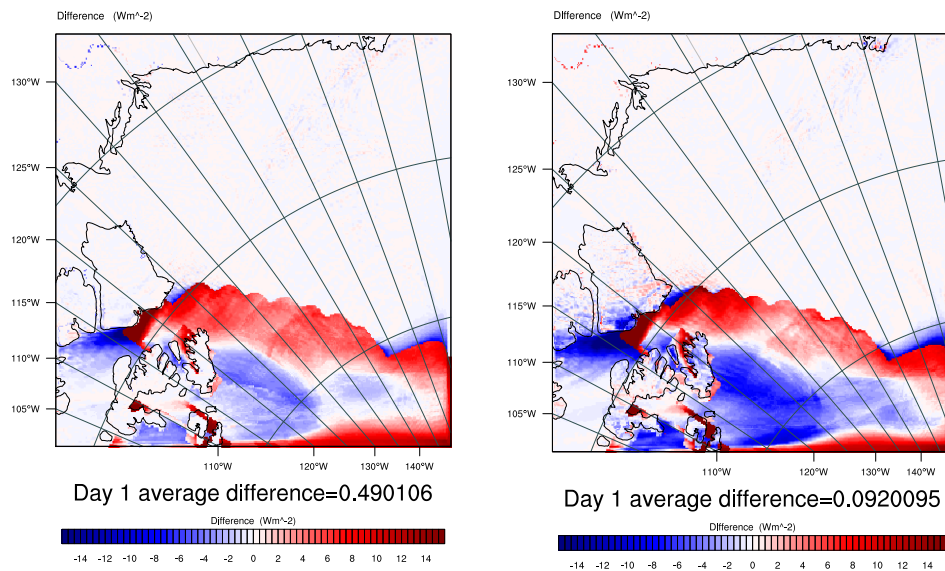 Difference (Wm^-2)
130°W
125°W
120°W
115°W
110°W
105°W
110°W 120°W 130°W 140°W
Day 1 average difference=0.490106
DIfference (Wm^-2)
-14 -12 -10 -8 -6 -4 -2 0 2 4 6 8 10 12 14
DIfference (Wm^-2)
130°W
125°W
120°W
115°W
110°W
105°W
110°W 120°W 130°W 140°W
Day 1 average difference=0.0920095
DIfference (Wm^-2)
-14 -12 -10 -8 -6 -4 -2 0 2 4 6 8 10 12 14